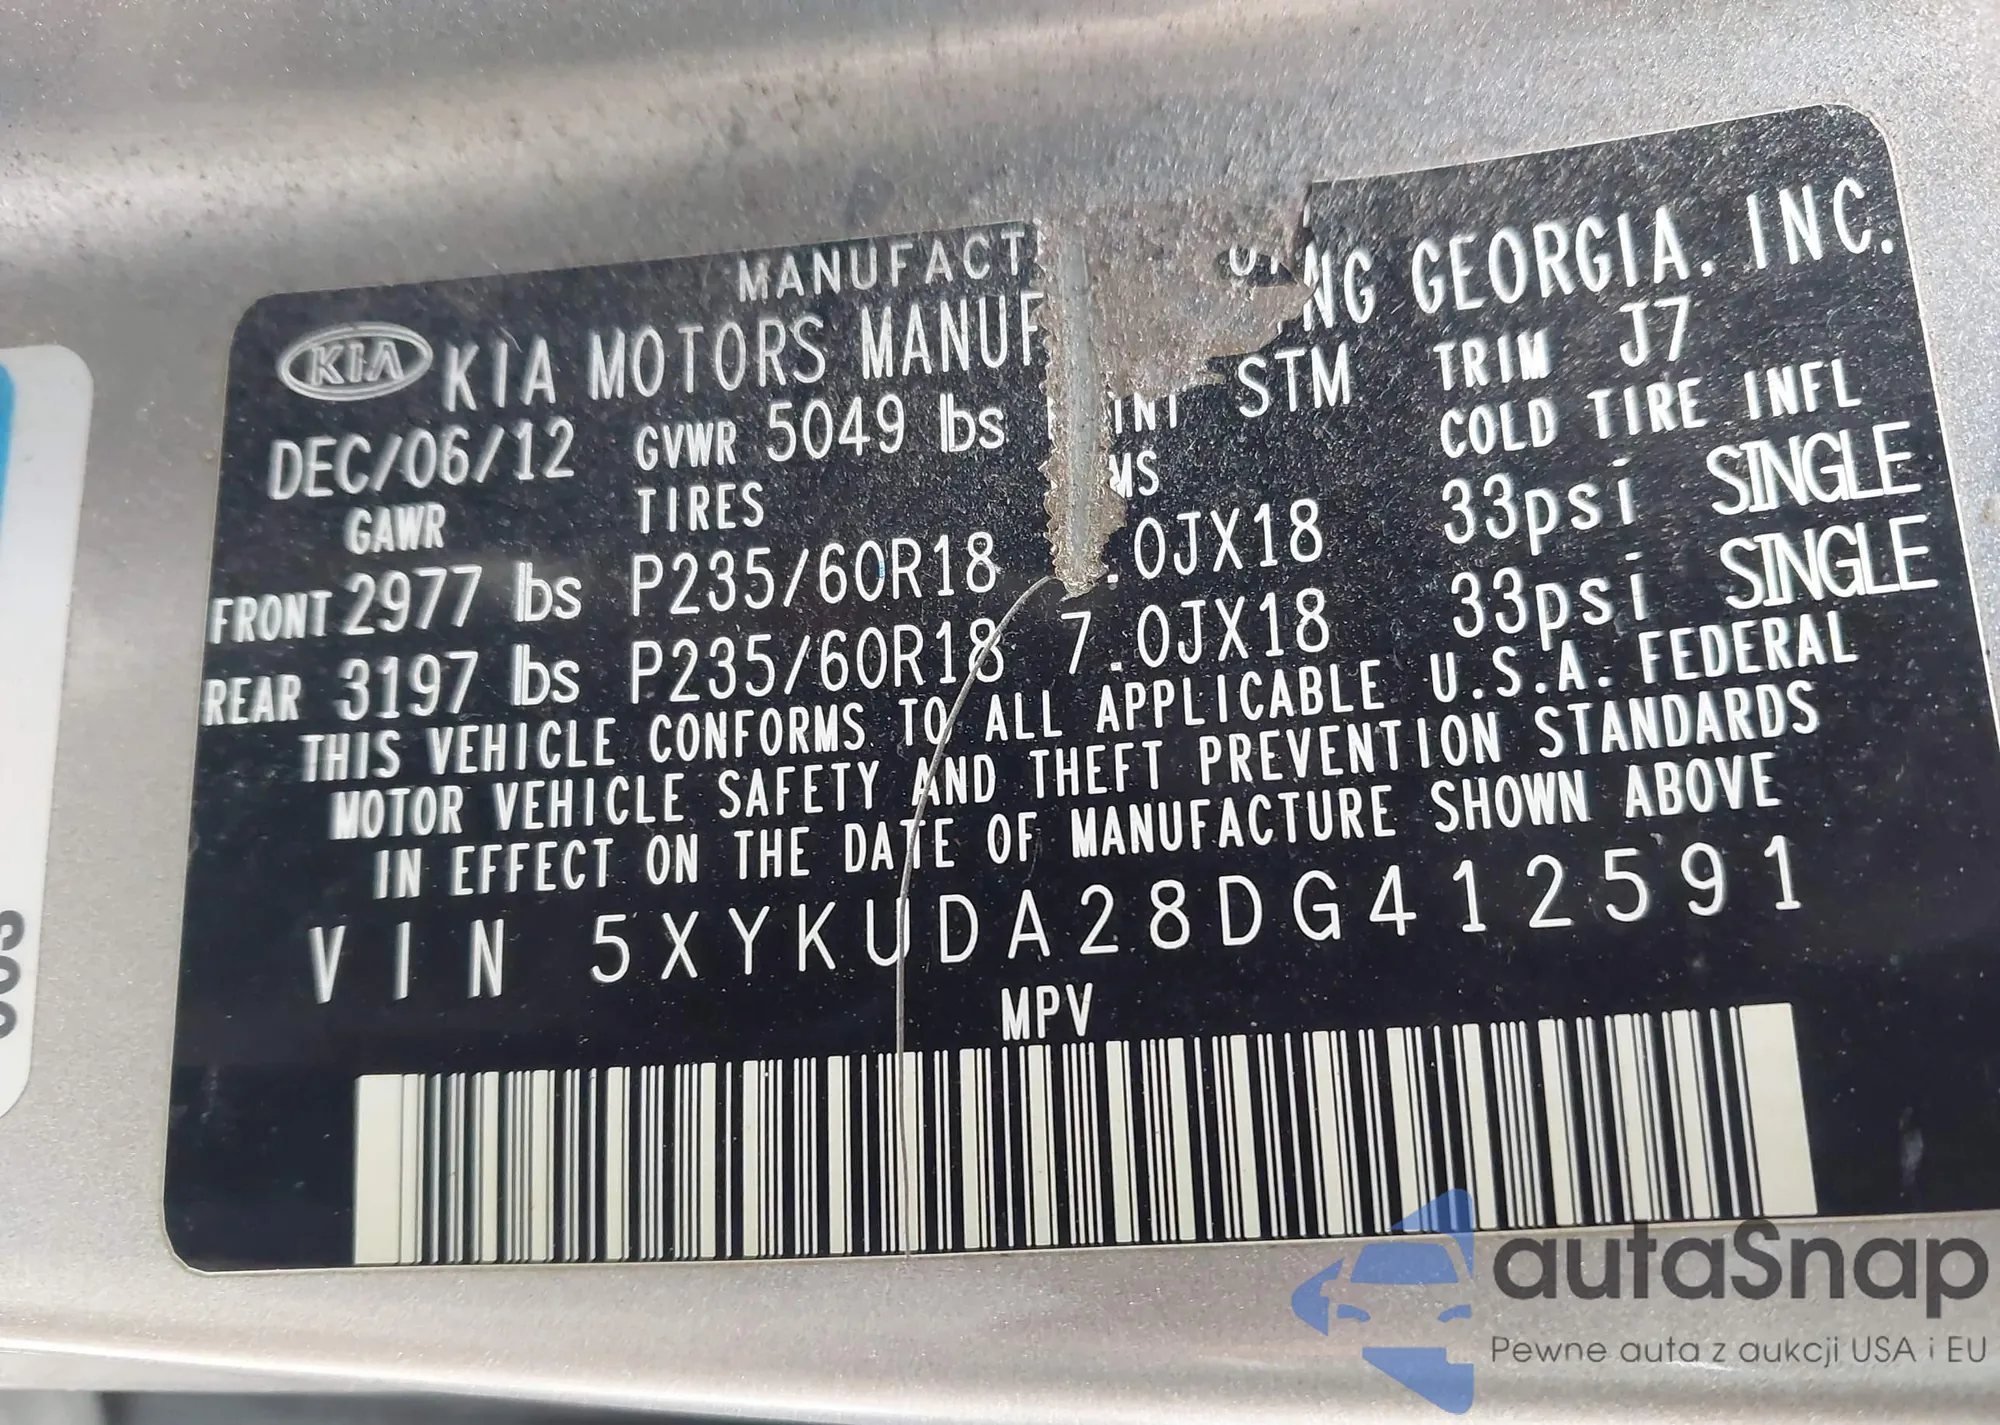 MANUFACT
KIA KIA MOTORS MANUF NG GEORGIA, INC.
DEC/06/12 GVWR 5049 lbs INT STM TRIM J7
GAWR TIRES MS COLD TIRE INFL
FRONT 2977 lbs P235/60R18 .0JX18 33psi SINGLE
REAR 3197 lbs P235/60R18 7.0JX18 33psi SINGLE
THIS VEHICLE CONFORMS TO ALL APPLICABLE U.S.A. FEDERAL
MOTOR VEHICLE SAFETY AND THEFT PREVENTION STANDARDS
IN EFFECT ON THE DATE OF MANUFACTURE SHOWN ABOVE
VIN 5XYKUDA28DG412591
MPV
autaSnap
Pewne auta z aukcji USA i EU